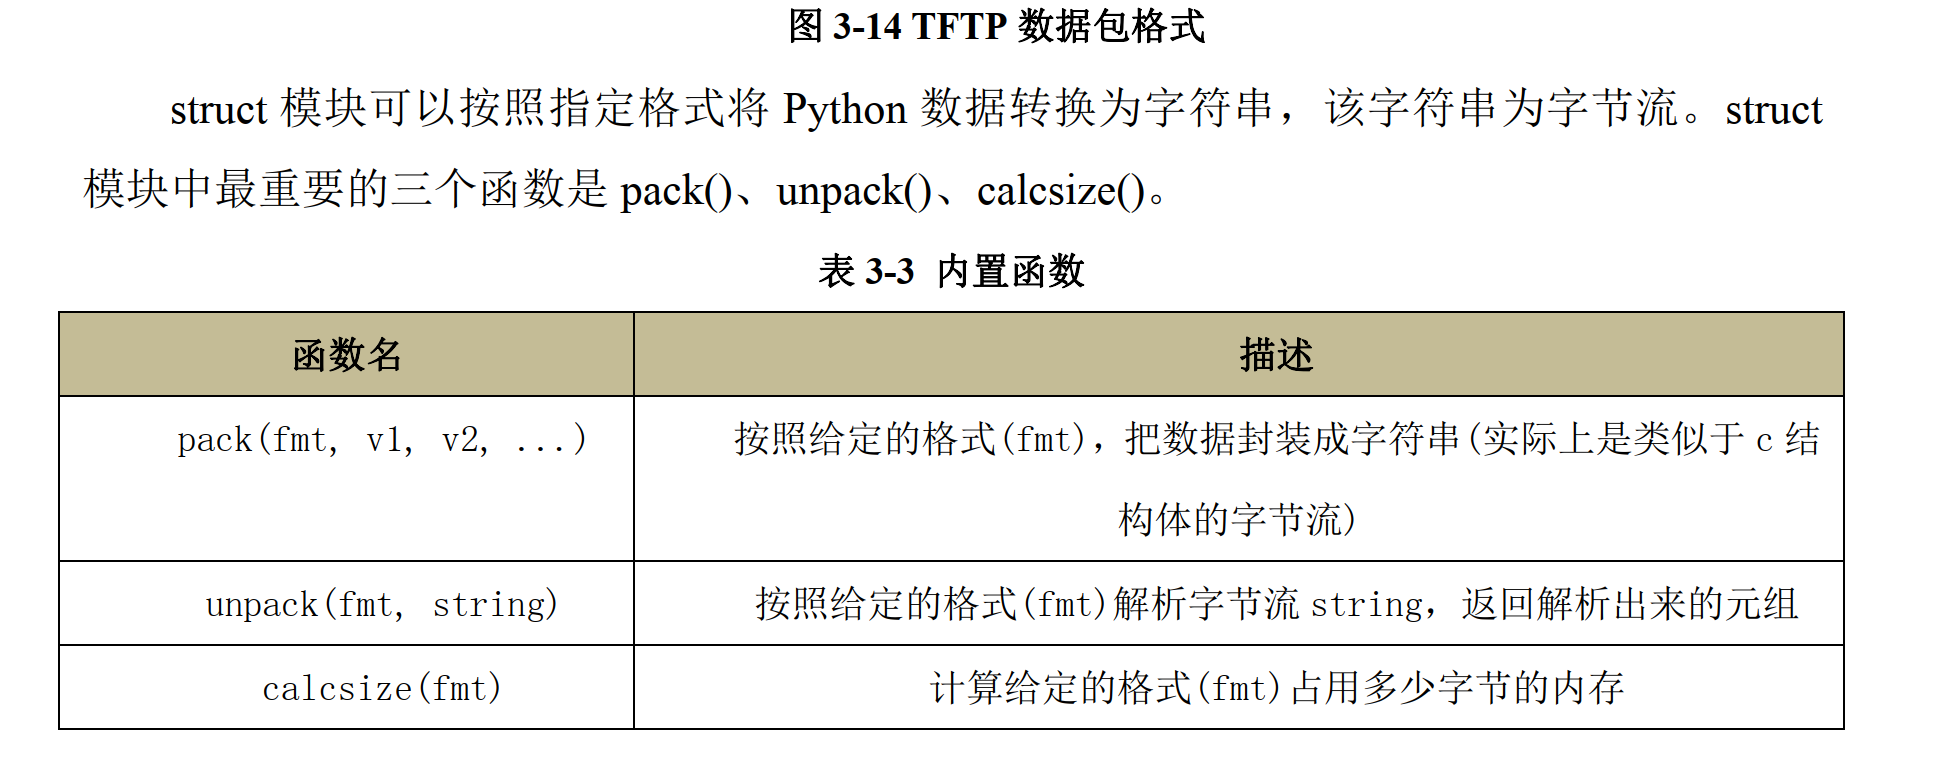 图 3-14 TFTP 数据包格式
struct 模块可以按照指定格式将 Python 数据转换为字符串，该字符串为字节流。struct
模块中最重要的三个函数是 pack()、unpack()、calcsize()。
表 3-3 内置函数
函数名 描述
pack(fmt, v1, v2, ...) 按照给定的格式(fmt)，把数据封装成字符串(实际上是类似于 c 结
构体的字节流)
unpack(fmt, string) 按照给定的格式(fmt)解析字节流 string，返回解析出来的元组
calcsize(fmt) 计算给定的格式(fmt)占用多少字节的内存